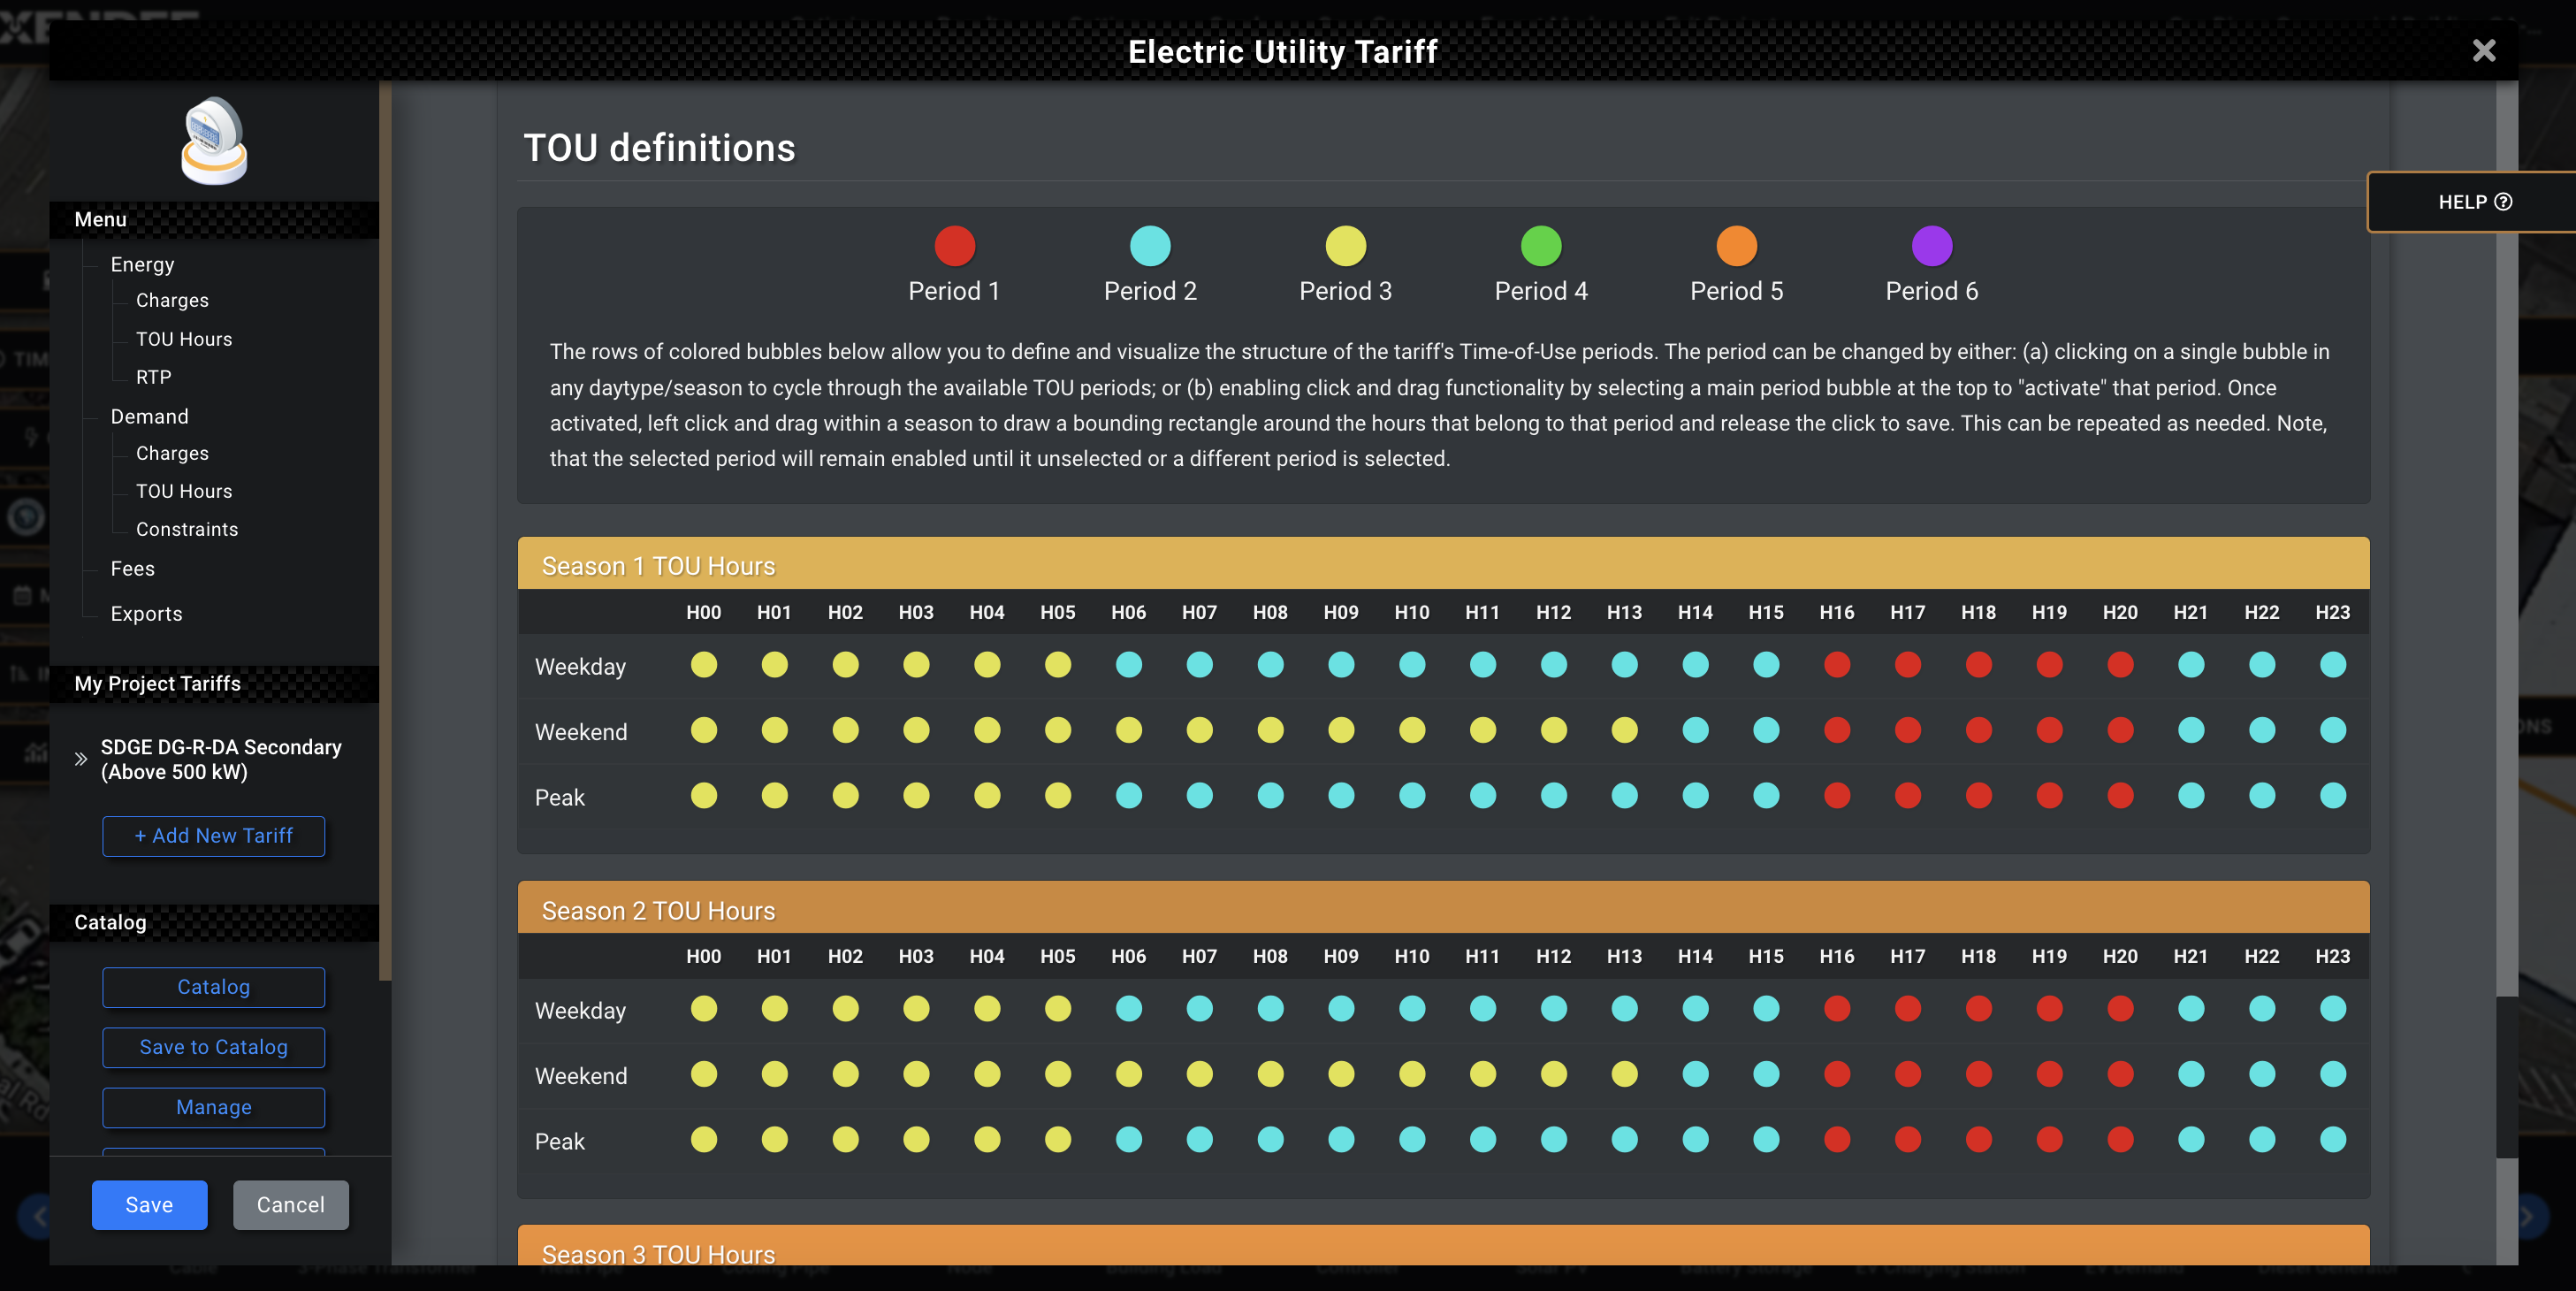 Electric Utility Tariff
HELP
Menu
Energy
Charges
TOU Hours
RTP
Demand
Charges
TOU Hours
Constraints
Fees
Exports
My Project Tariffs
SDGE DG-R-DA Secondary
(Above 500 kW)
+ Add New Tariff
Catalog
Catalog
Save to Catalog
Manage
Save Cancel
TOU definitions
Period 1 Period 2 Period 3 Period 4 Period 5 Period 6
The rows of colored bubbles below allow you to define and visualize the structure of the tariff's Time-of-Use periods. The period can be changed by either: (a) clicking on a single bubble in
any daytype/season to cycle through the available TOU periods; or (b) enabling click and drag functionality by selecting a main period bubble at the top to "activate" that period. Once
activated, left click and drag within a season to draw a bounding rectangle around the hours that belong to that period and release the click to save. This can be repeated as needed. Note,
that the selected period will remain enabled until it unselected or a different period is selected.
Season 1 TOU Hours
H00 H01 H02 H03 H04 H05 H06 H07 H08 H09 H10 H11 H12 H13 H14 H15 H16 H17 H18 H19 H20 H21 H22 H23
Weekday
Weekend
Peak
Season 2 TOU Hours
H00 H01 H02 H03 H04 H05 H06 H07 H08 H09 H10 H11 H12 H13 H14 H15 H16 H17 H18 H19 H20 H21 H22 H23
Weekday
Weekend
Peak
Season 3 TOU Hours